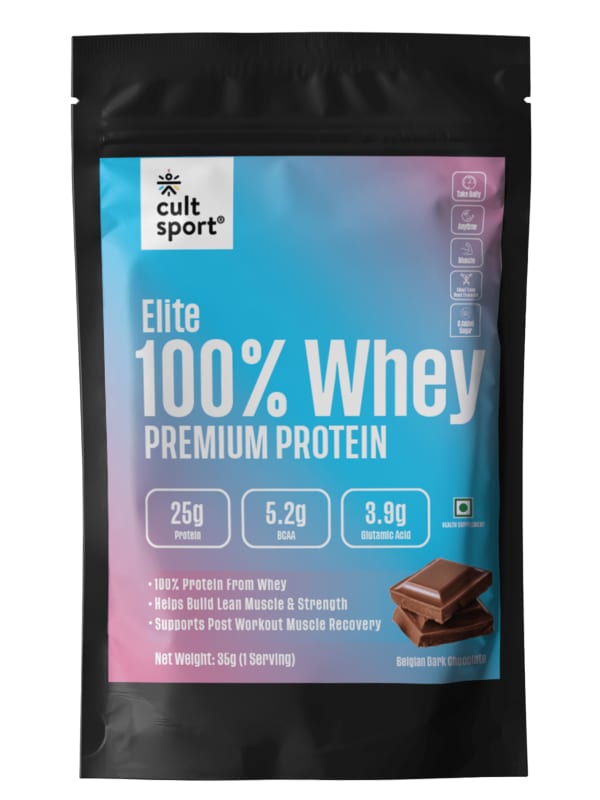 cult
sport®
Take Daily
Anytime
Muscle
0 Added
Sugar
Elite
100% Whey
PREMIUM PROTEIN
25g
Protein
5.2g
BCAA
3.9g
Glutamic Acid
HEALTH SUPPLEMENT
• 100% Protein From Whey
• Helps Build Lean Muscle & Strength
• Supports Post Workout Muscle Recovery
Net Weight: 35g (1 Serving)
Belgian Dark Chocolate